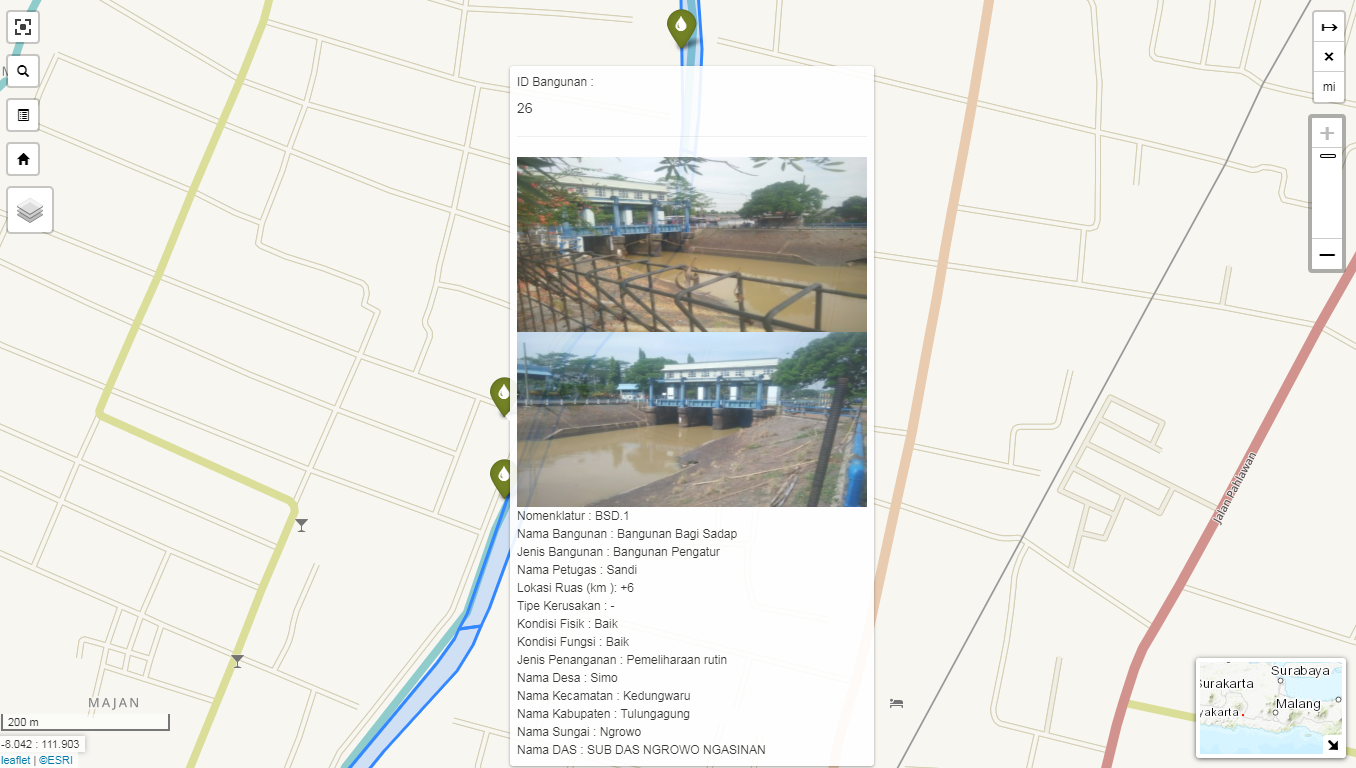 mi
ID Bangunan :
26
Nomenklatur : BSD.1
Nama Bangunan : Bangunan Bagi Sadap
Jenis Bangunan : Bangunan Pengatur
Nama Petugas : Sandi
Lokasi Ruas (km ): +6
Tipe Kerusakan : -
Kondisi Fisik : Baik
Kondisi Fungsi : Baik
Jenis Penanganan : Pemeliharaan rutin
Nama Desa : Simo
Nama Kecamatan : Kedungwaru
Nama Kabupaten : Tulungagung
Nama Sungai : Ngrowo
Nama DAS : SUB DAS NGROWO NGASINAN
Jalan Pahlawan
MAJAN
200 m
-8.042 : 111.903
leaflet | ©ESRI
Surabaya
Surakarta
Malang
yakarta